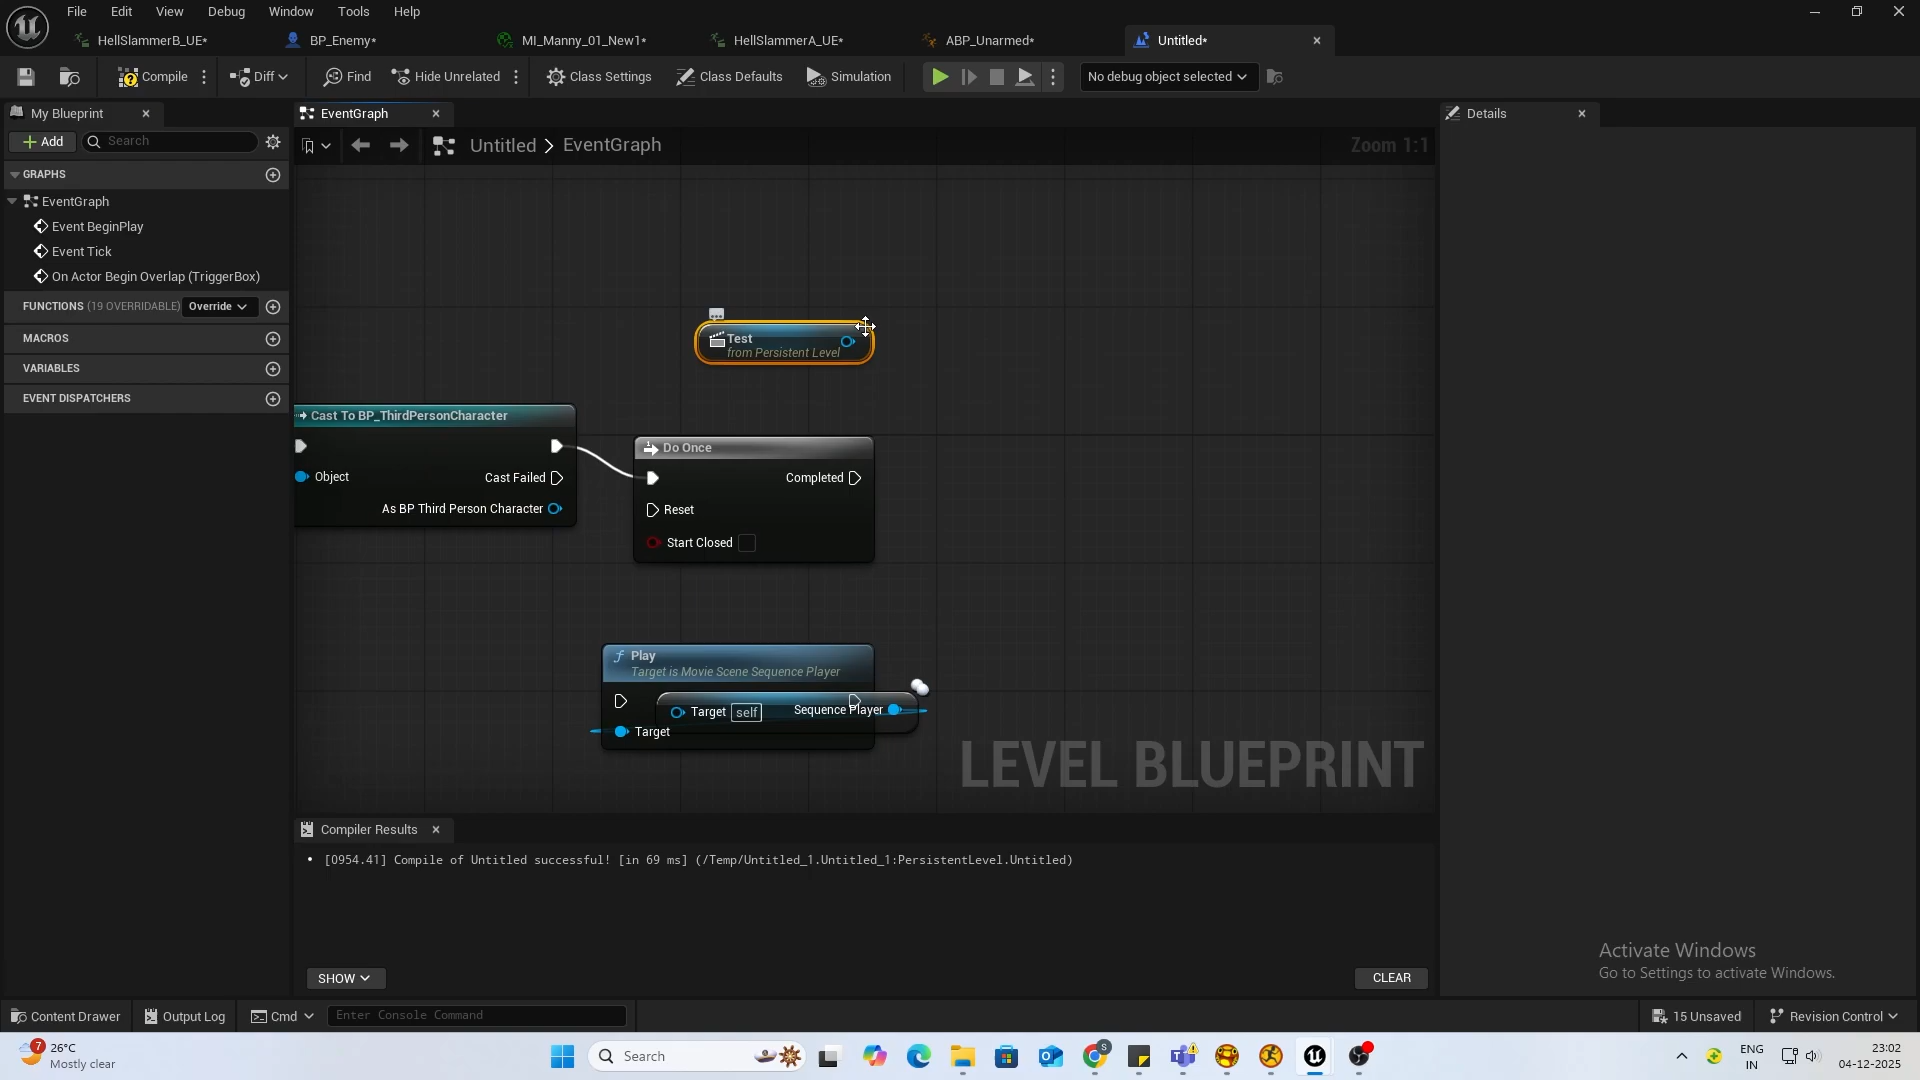 File Edit View Debug Window Tools Help
HellSlammerB_UE* BP_Enemy* MI_Manny_01_New1* HellSlammerA_UE* ABP_Unarmed* Untitled*
Compile Diff Find Hide Unrelated Class Settings Class Defaults Simulation No debug object selected
My Blueprint EventGraph Details
Add Search Untitled > EventGraph Zoom 1:1
GRAPHS
EventGraph
Event BeginPlay
Event Tick
On Actor Begin Overlap (TriggerBox)
FUNCTIONS (19 OVERRIDABLE) Override
MACROS
VARIABLES
EVENT DISPATCHERS
Test
from Persistent Level
Cast To BP_ThirdPersonCharacter
Object Cast Failed
As BP Third Person Character
Do Once
Completed
Reset
Start Closed
Play
Target is Movie Scene Sequence Player
Target self Sequence Player
Target
LEVEL BLUEPRINT
Compiler Results
• [0954.41] Compile of Untitled successful! [in 69 ms] (/Temp/Untitled_1.Untitled_1:PersistentLevel.Untitled)
Activate Windows
Go to Settings to activate Windows.
SHOW CLEAR
Content Drawer Output Log Cmd Enter Console Command 15 Unsaved Revision Control
7 26°C
Mostly clear
Search
S
ENG
IN
23:02
04-12-2025